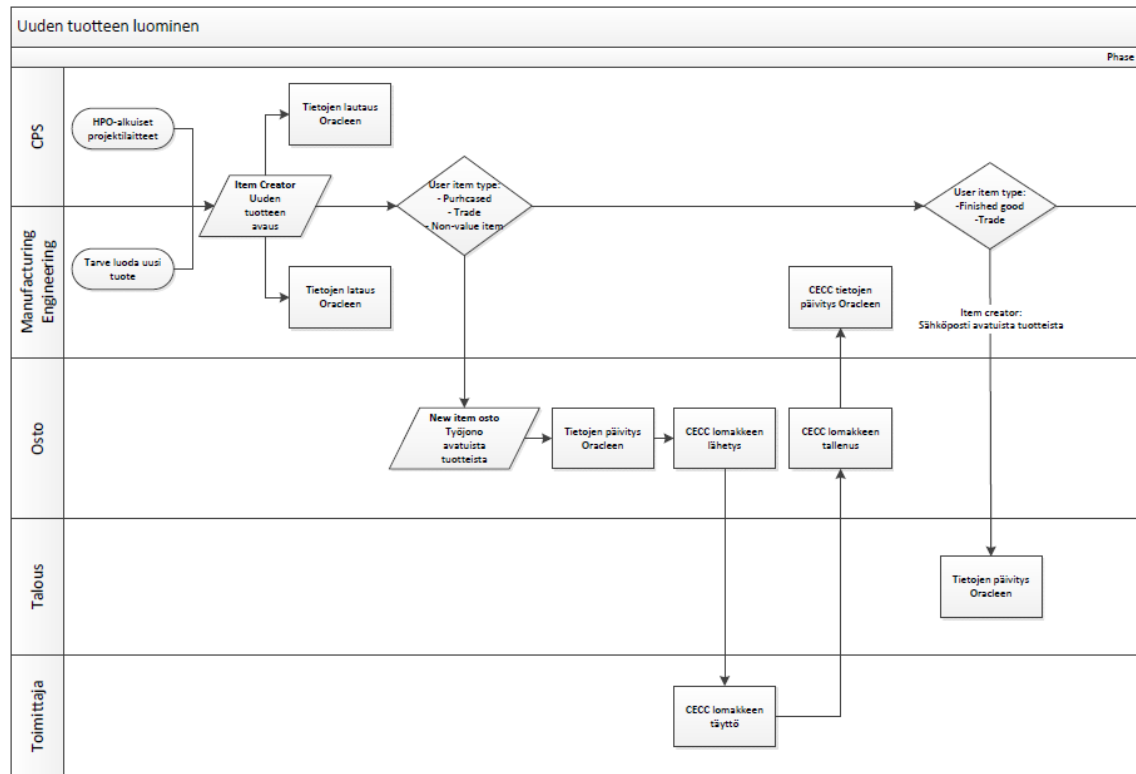 Uuden tuotteen luominen
Phase
CPS
HPO-alkuiset
projektilaitteet
Tietojen lautaus
Oracleen
Item Creator
Uuden
tuotteen
avaus
User item type:
- Purhcased
- Trade
- Non-value item
User item type:
-Finished good
-Trade
Manufacturing
Engineering
Tarve luoda uusi
tuote
Tietojen lataus
Oracleen
CECC tietojen
päivitys Oracleen
Item creator:
Sähköposti avatuista tuotteista
Osto
New item osto
Työjono
avatuista
tuotteista
Tietojen päivitys
Oracleen
CECC lomakkeen
lähetys
CECC lomakkeen
tallenus
Talous
Tietojen päivitys
Oracleen
Toimittaja
CECC lomakkeen
täyttö